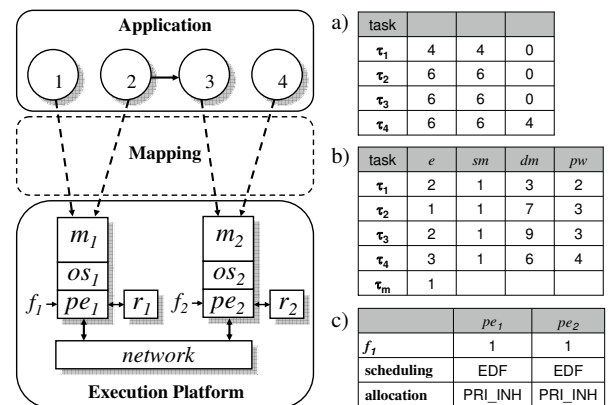 Application
1 2 3 4
Mapping
m1 m2
os1 os2
f1 pe1 r1 f2 pe2 r2
network
Execution Platform
a)
task
τ1 4 4 0
τ2 6 6 0
τ3 6 6 0
τ4 6 6 4
b)
task e sm dm pw
τ1 2 1 3 2
τ2 1 1 7 3
τ3 2 1 9 3
τ4 3 1 6 4
τm 1
c)
pe1 pe2
f1 1 1
scheduling EDF EDF
allocation PRI_INH PRI_INH